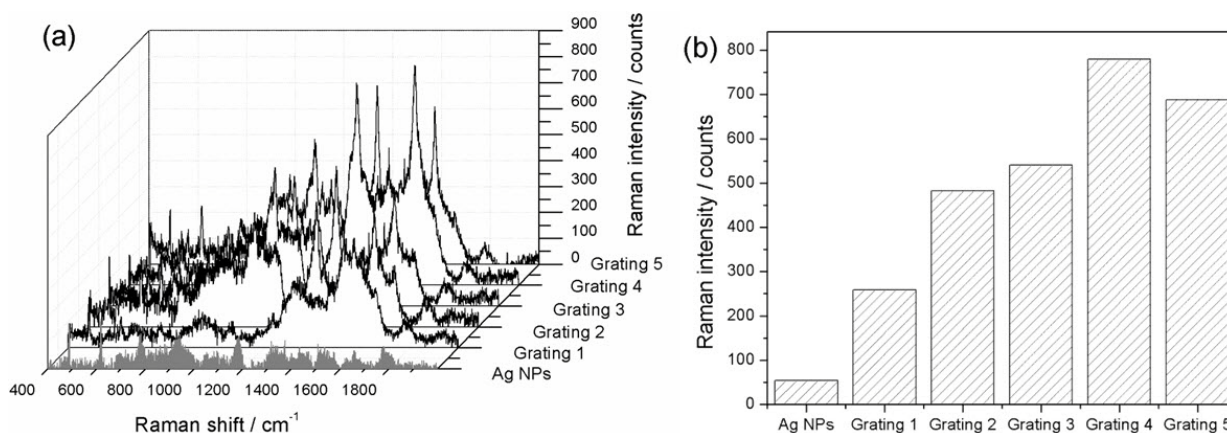 (a)
900
800
700
600
500
400
300
200
100
0
Raman intensity / counts
Grating 5
Grating 4
Grating 3
Grating 2
Grating 1
Ag NPs
400 600 800 1000 1200 1400 1600 1800
Raman shift / cm⁻¹
(b)
800
700
600
500
400
300
200
100
0
Raman intensity / counts
Ag NPs Grating 1 Grating 2 Grating 3 Grating 4 Grating 5